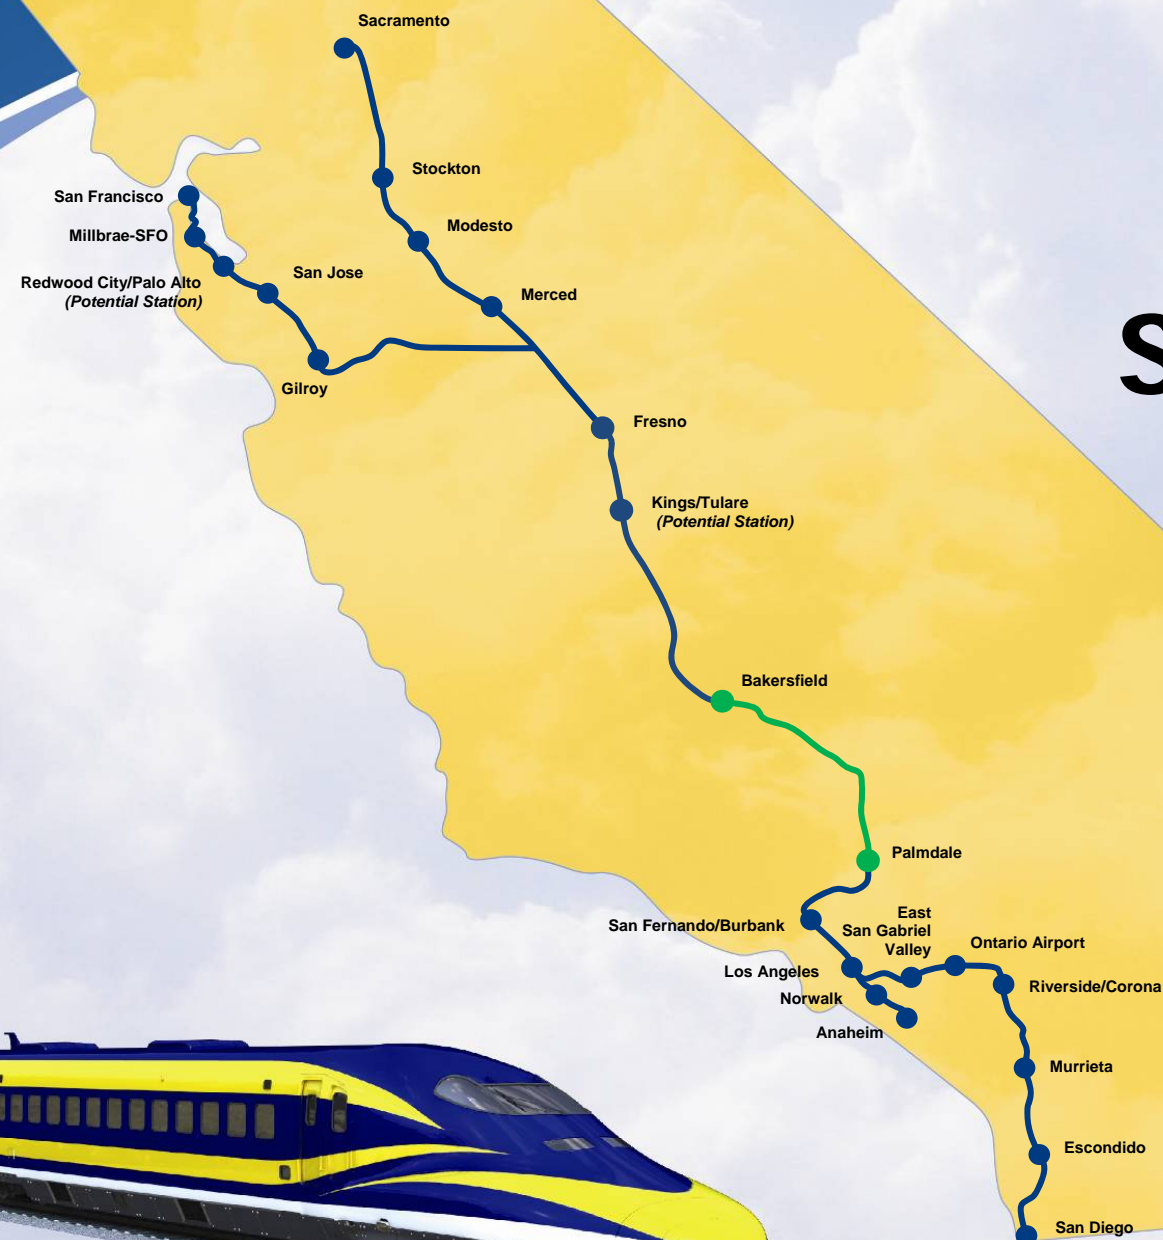 Sacramento
Stockton
San Francisco
Modesto
Millbrae-SFO
San Jose
Redwood City/Palo Alto
(Potential Station)
Merced
Gilroy
S
Fresno
Kings/Tulare
(Potential Station)
Bakersfield
Palmdale
San Fernando/Burbank
East
San Gabriel
Valley
Ontario Airport
Los Angeles
Riverside/Corona
Norwalk
Anaheim
Murrieta
Escondido
San Diego